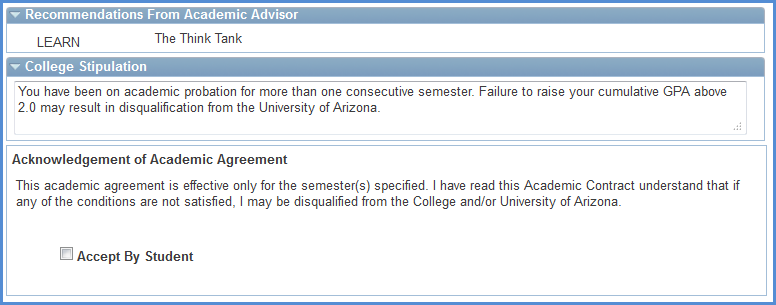 Recommendations From Academic Advisor
LEARN The Think Tank
College Stipulation
You have been on academic probation for more than one consecutive semester. Failure to raise your cumulative GPA above
2.0 may result in disqualification from the University of Arizona.
Acknowledgement of Academic Agreement
This academic agreement is effective only for the semester(s) specified. I have read this Academic Contract understand that if
any of the conditions are not satisfied, I may be disqualified from the College and/or University of Arizona.
Accept By Student